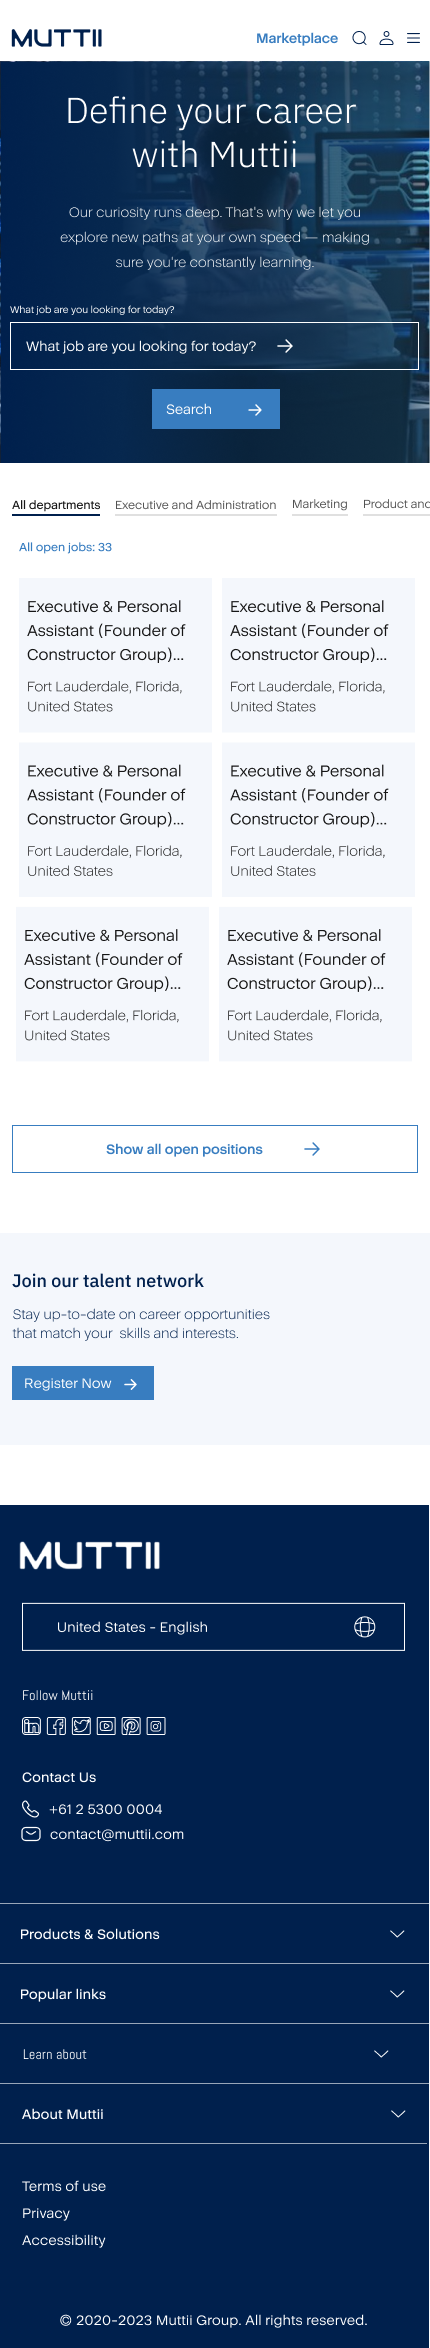 MUTTII
Marketplace
Define your career
with Muttii
Our curiosity runs deep. That's why we let you
explore new paths at your own speed — making
sure you're constantly learning.
What job are you looking for today?
What job are you looking for today?
Search
All departments
Executive and Administration
Marketing
Product and
All open jobs: 33
Executive & Personal
Assistant (Founder of
Constructor Group)...
Fort Lauderdale, Florida,
United States
Executive & Personal
Assistant (Founder of
Constructor Group)...
Fort Lauderdale, Florida,
United States
Executive & Personal
Assistant (Founder of
Constructor Group)...
Fort Lauderdale, Florida,
United States
Executive & Personal
Assistant (Founder of
Constructor Group)...
Fort Lauderdale, Florida,
United States
Executive & Personal
Assistant (Founder of
Constructor Group)...
Fort Lauderdale, Florida,
United States
Executive & Personal
Assistant (Founder of
Constructor Group)...
Fort Lauderdale, Florida,
United States
Show all open positions
Join our talent network
Stay up-to-date on career opportunities
that match your  skills and interests.
Register Now
MUTTII
United States - English
Follow Muttii
Contact Us
+61 2 5300 0004
contact@muttii.com
Products & Solutions
Popular links
Learn about
About Muttii
Terms of use
Privacy
Accessibility
© 2020-2023 Muttii Group. All rights reserved.